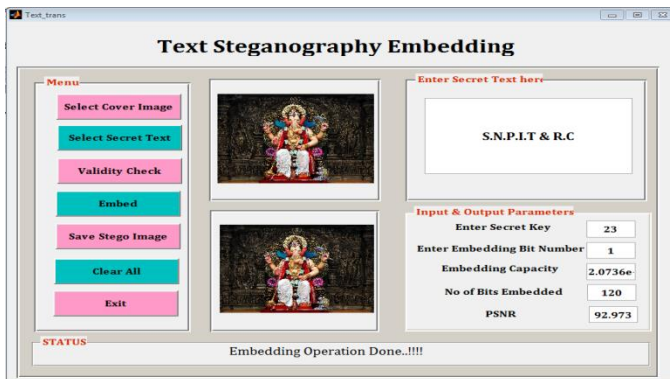 Text_trans
Text Steganography Embedding
Menu
Select Cover Image
Select Secret Text
Validity Check
Embed
Save Stego Image
Clear All
Exit
Enter Secret Text herr
S.N.P.I.T & R.C
Input & Output Parameters
Enter Secret Key 23
Enter Embedding Bit Number 1
Embedding Capacity 2.0736e
No of Bits Embedded 120
PSNR 92.973
STATUS
Embedding Operation Done..!!!!